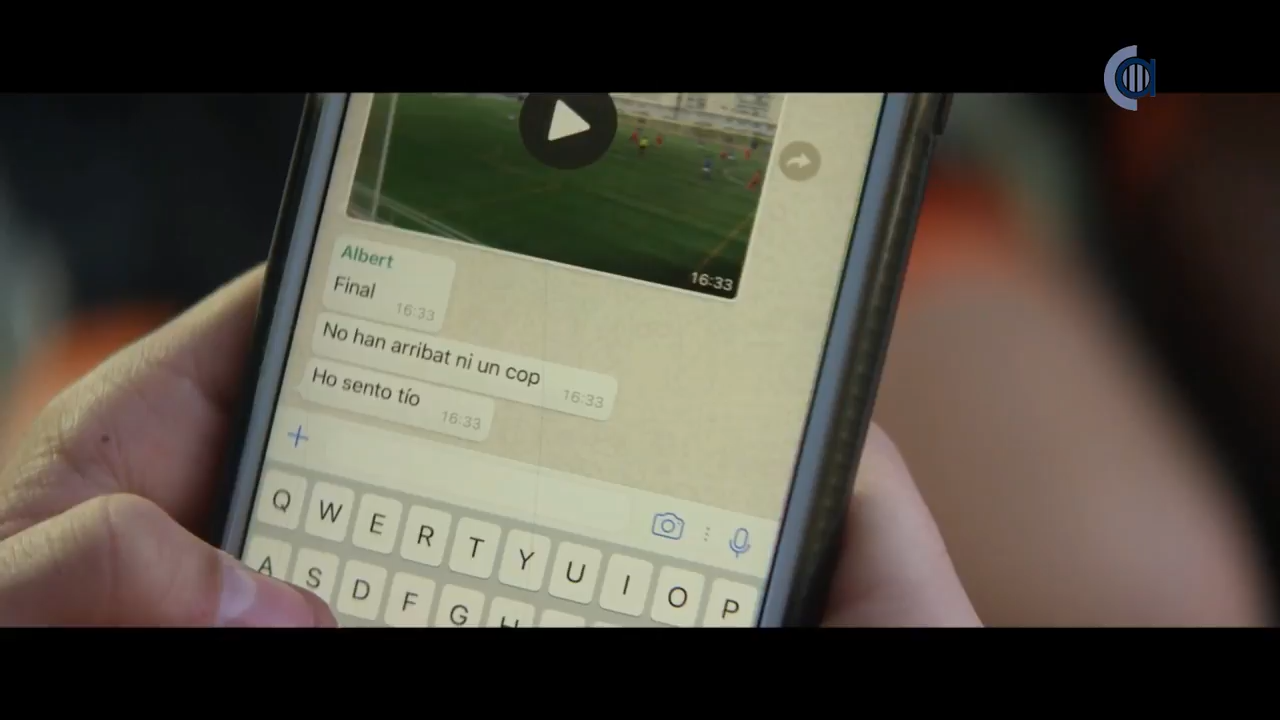 16:33
Albert
Final
16:33
No han arribat ni un cop
16:33
Ho sento tío
16:33
Q W E R T Y U I O P
A S D F G H